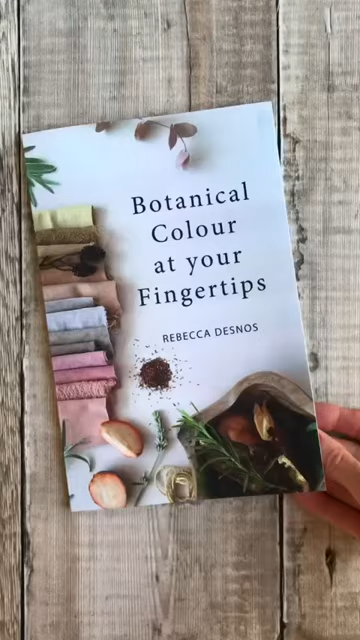 Botanical
Colour
at your
Fingertips
REBECCA DESNOS